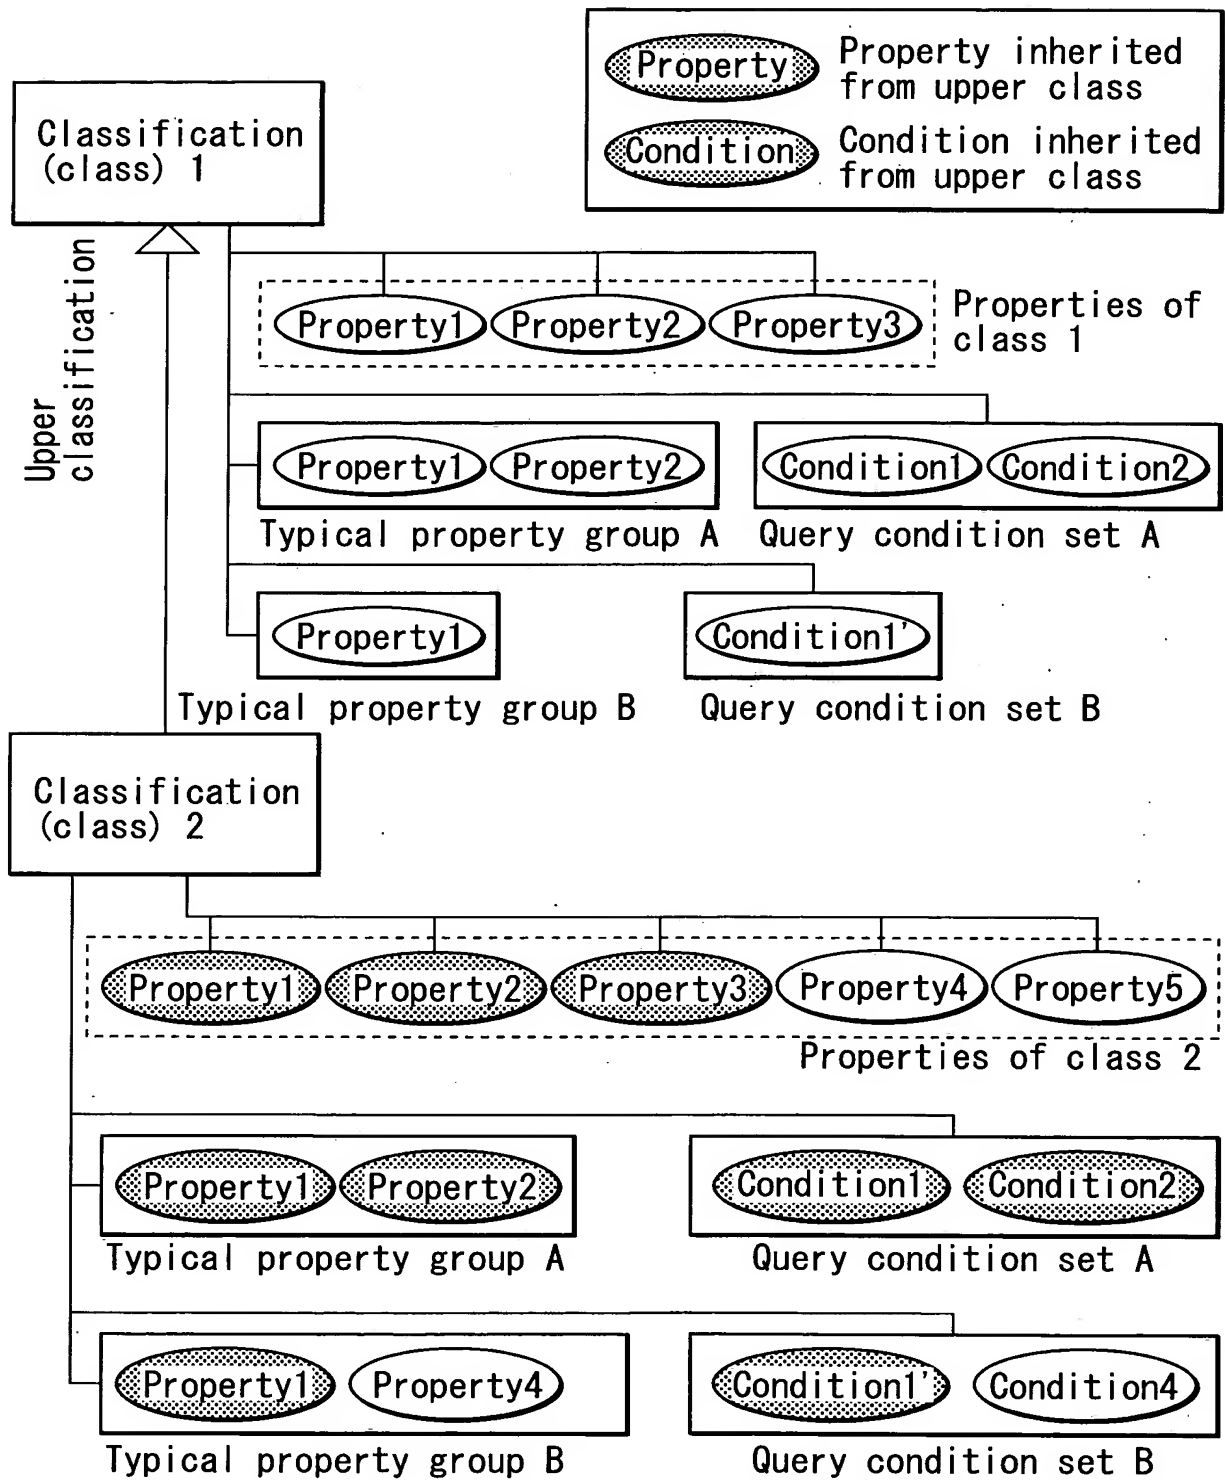 Property
Property inherited
from upper class
Condition
Condition inherited
from upper class
Classification
(class) 1
Upper
classification
Property1 Property2 Property3
Properties of
class 1
Property1 Property2
Condition1 Condition2
Typical property group A
Query condition set A
Property1
Condition1'
Typical property group B
Query condition set B
Classification
(class) 2
Property1 Property2 Property3 Property4 Property5
Properties of class 2
Property1 Property2
Condition1 Condition2
Typical property group A
Query condition set A
Property1 Property4
Condition1' Condition4
Typical property group B
Query condition set B